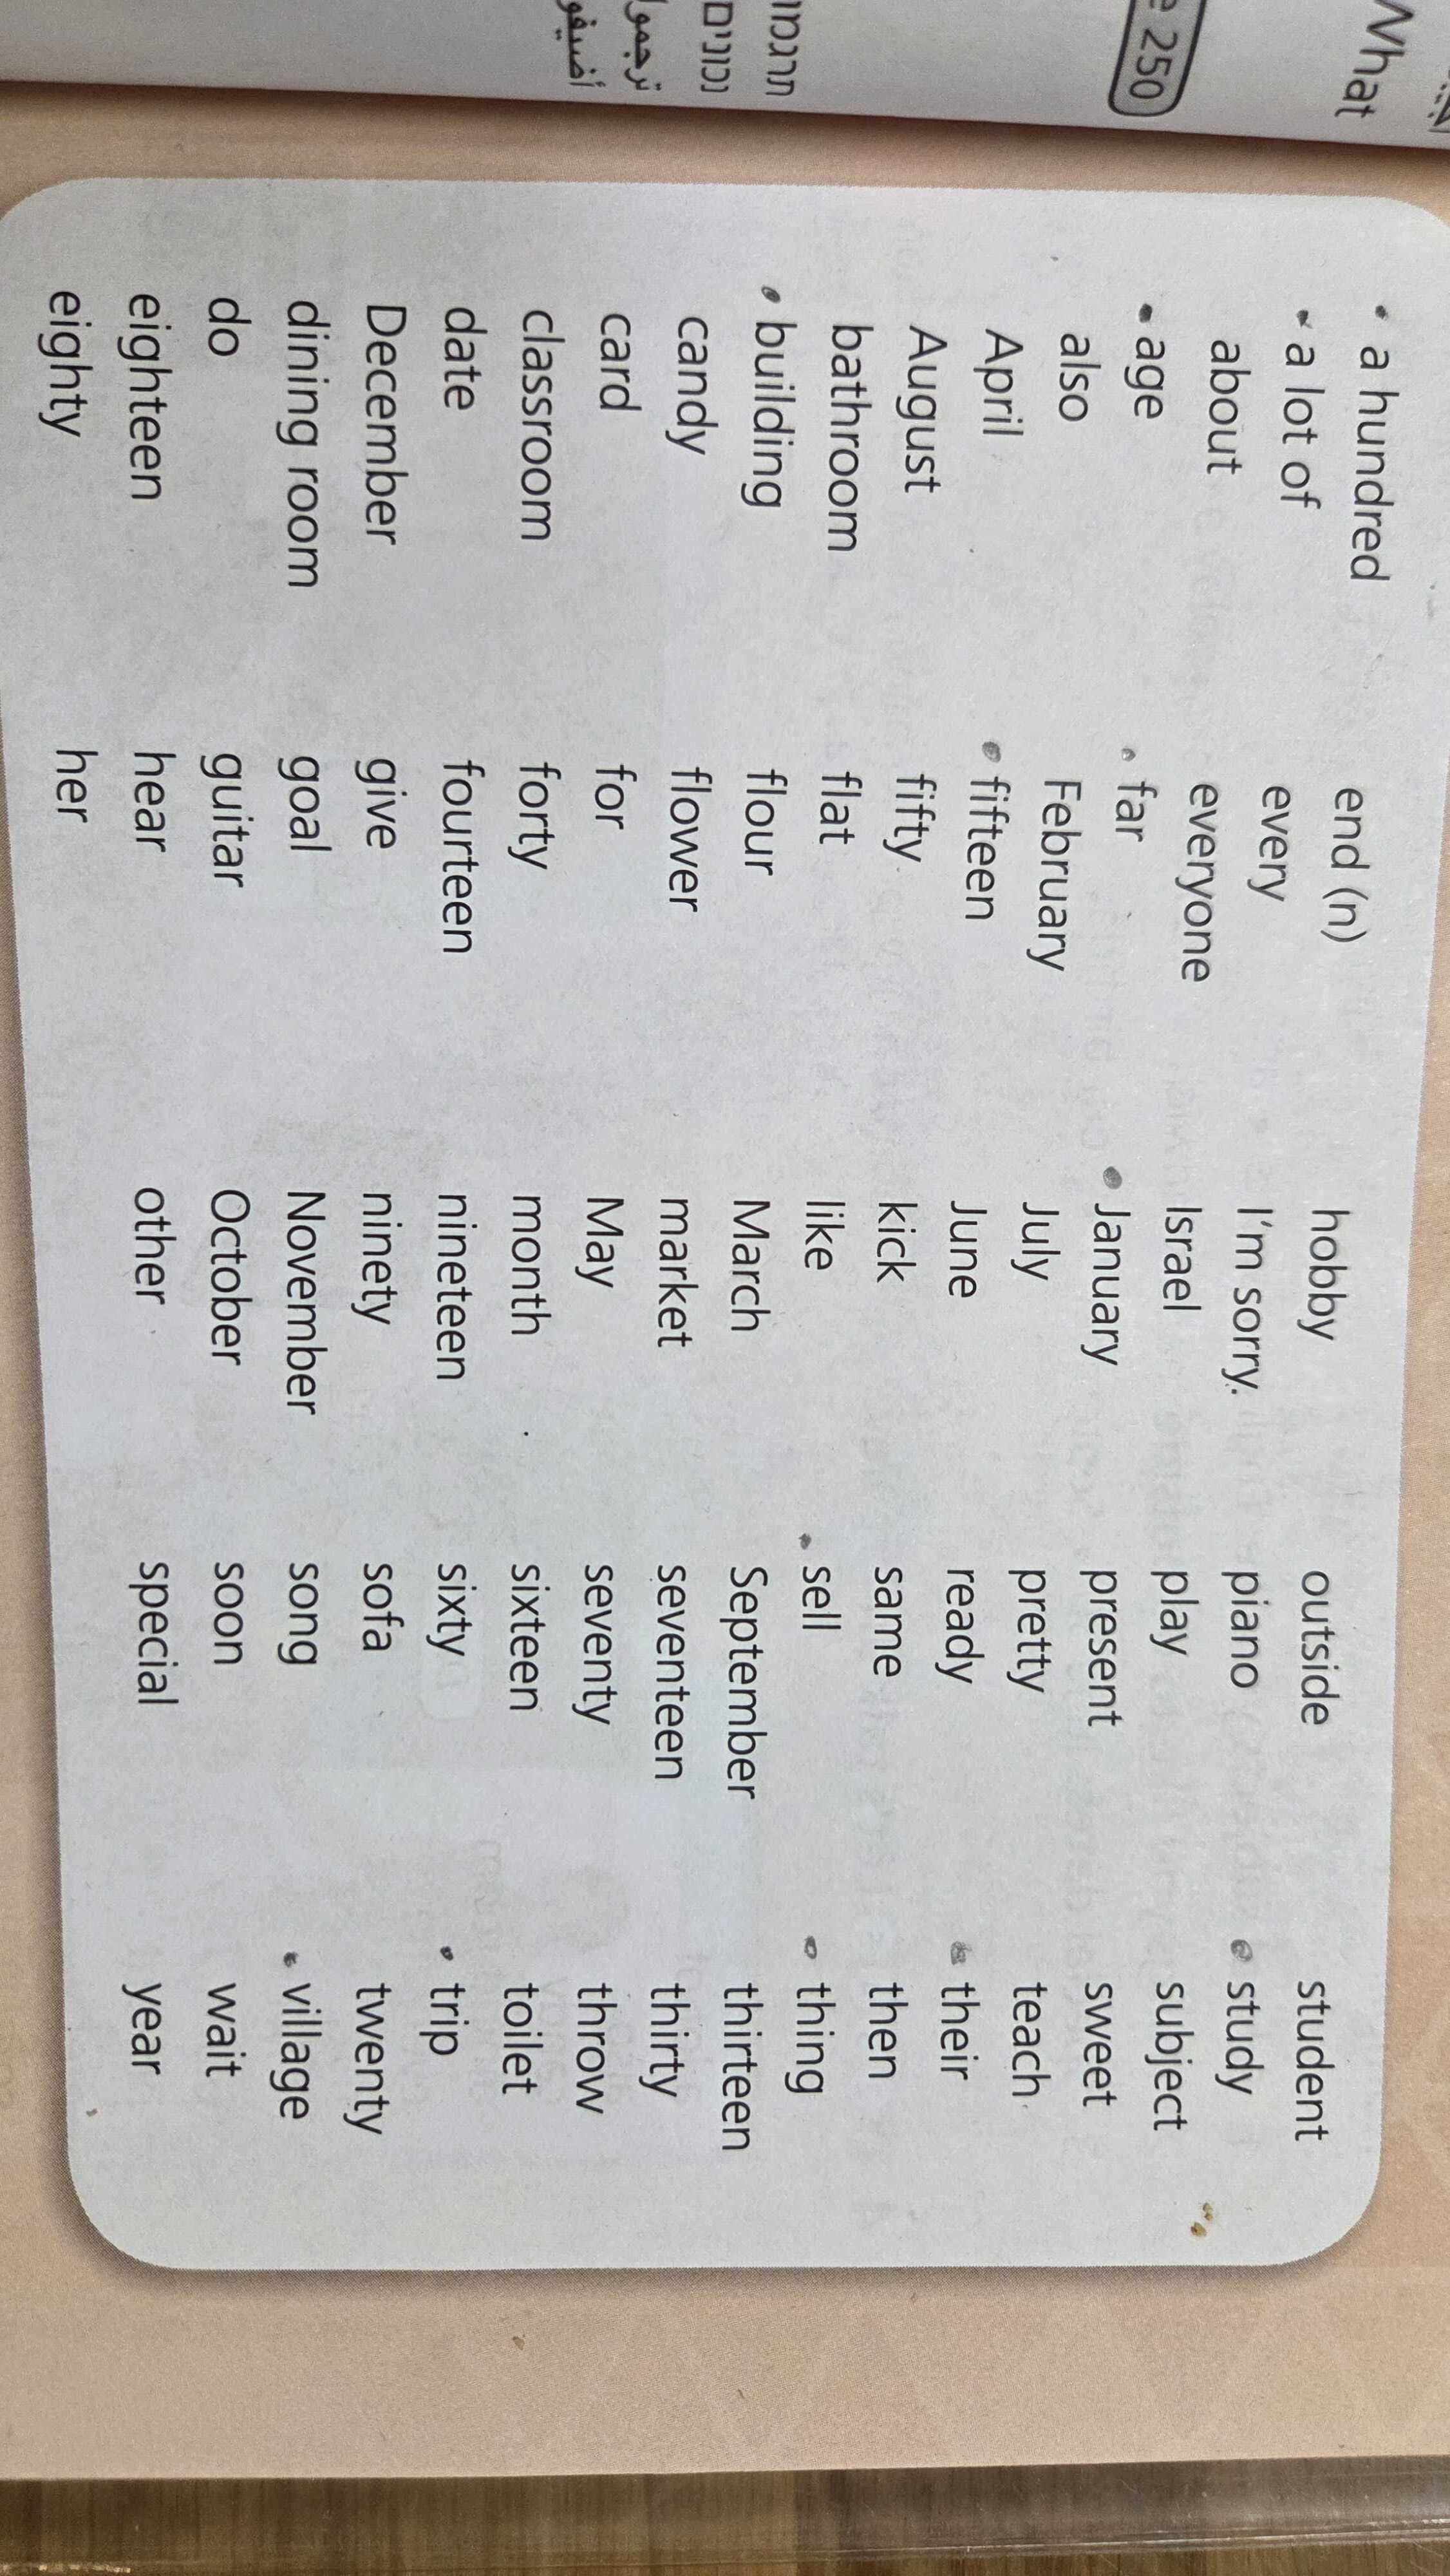 What
250
תרגמו
נכונים
ترجموا
أضيفو
a hundred
a lot of
about
age
also
April
August
bathroom
building
candy
card
classroom
date
December
dining room
do
eighteen
eighty
end (n)
every
everyone
far
February
fifteen
fifty
flat
flour
flower
for
forty
fourteen
give
goal
guitar
hear
her
hobby
I'm sorry.
Israel
January
July
June
kick
like
March
market
May
month
nineteen
ninety
November
October
other
outside
piano
play
present
pretty
ready
same
sell
September
seventeen
seventy
sixteen
sixty
sofa
song
soon
special
student
study
subject
sweet
teach
their
then
thing
thirteen
thirty
throw
toilet
trip
twenty
village
wait
year